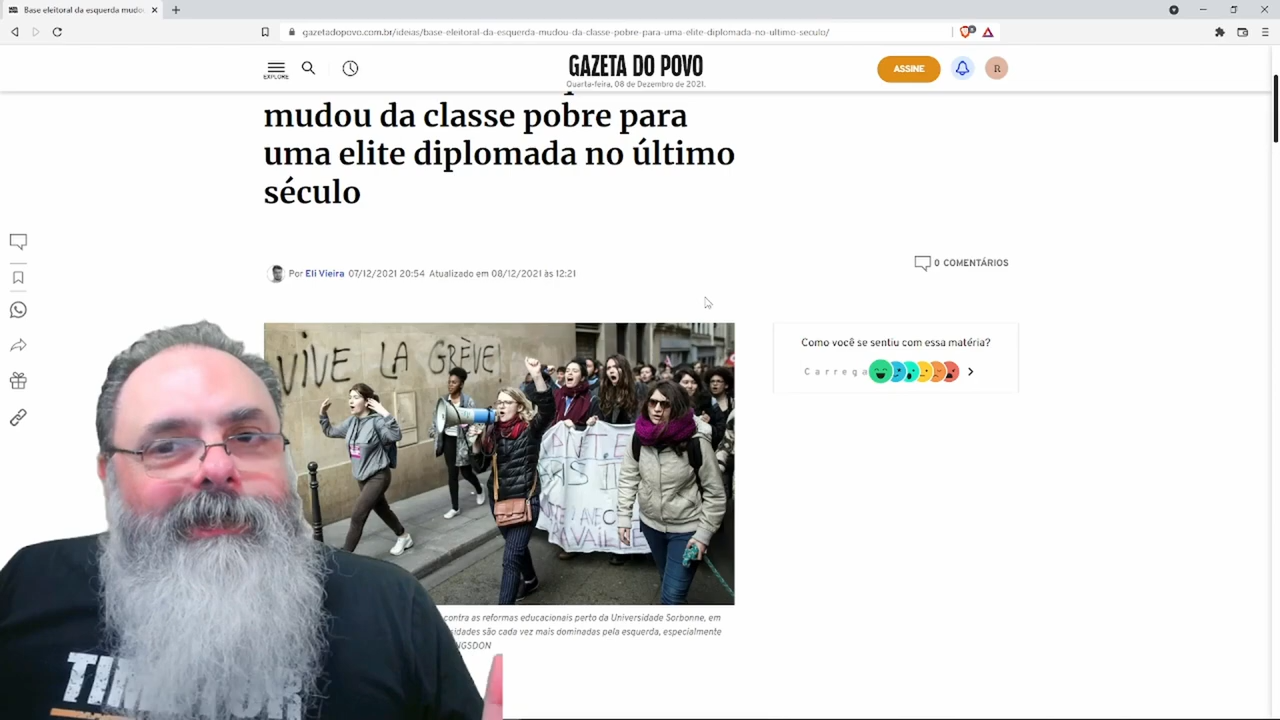 Base eleitoral da esquerda mudou
gazetadopovo.com.br/ideias/base-eleitoral-da-esquerda-mudou-da-classe-pobre-para-uma-elite-diplomada-no-ultimo-seculo/
EXPLORE
GAZETA DO POVO
Quarta-feira, 08 de Dezembro de 2021.
ASSINE
R
mudou da classe pobre para
uma elite diplomada no último
século
Por Eli Vieira 07/12/2021 20:54 Atualizado em 08/12/2021 às 12:21
0 COMENTÁRIOS
Como você se sentiu com essa matéria?
Carrega
VIVE LA GRÈVE!
contra as reformas educacionais perto da Universidade Sorbonne, em
sidades são cada vez mais dominadas pela esquerda, especialmente
NGSDON